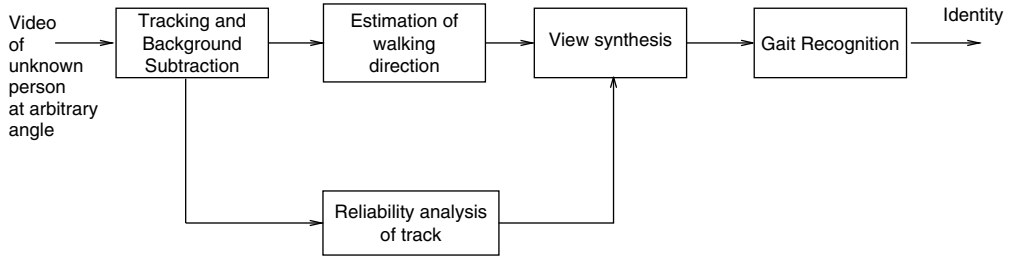 Video
of
unknown
person
at arbitrary
angle
Tracking and
Background
Subtraction
Estimation of
walking
direction
View synthesis
Gait Recognition
Identity
Reliability analysis
of track